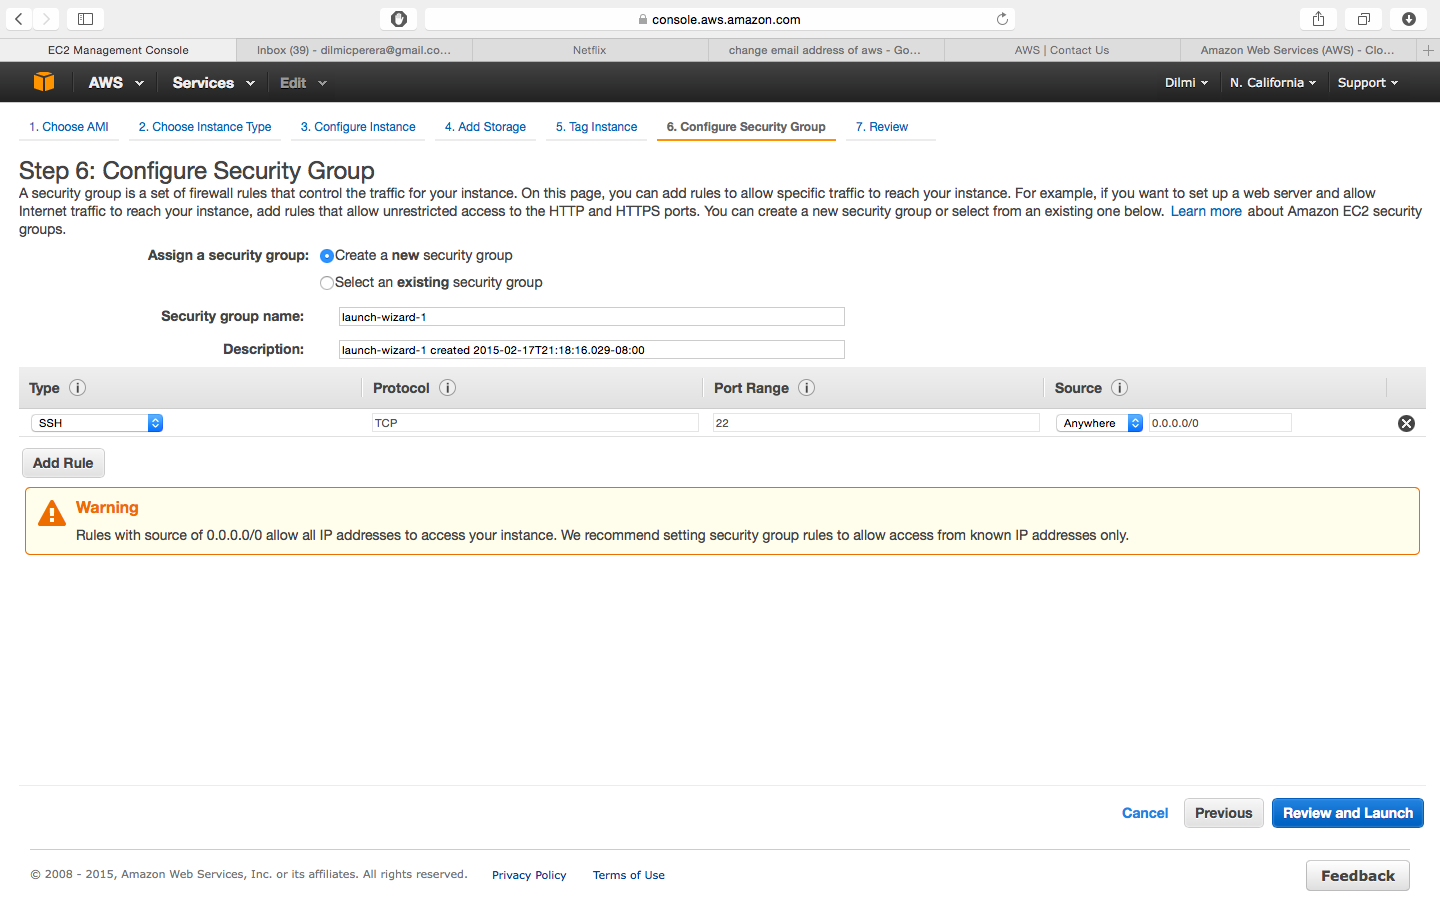 console.aws.amazon.com
EC2 Management Console
Inbox (39) - dilmicperera@gmail.co...
Netflix
change email address of aws - Go...
AWS | Contact Us
Amazon Web Services (AWS) - Clo...
AWS
Services
Edit
Dilmi
N. California
Support
1. Choose AMI
2. Choose Instance Type
3. Configure Instance
4. Add Storage
5. Tag Instance
6. Configure Security Group
7. Review
Step 6: Configure Security Group
A security group is a set of firewall rules that control the traffic for your instance. On this page, you can add rules to allow specific traffic to reach your instance. For example, if you want to set up a web server and allow
Internet traffic to reach your instance, add rules that allow unrestricted access to the HTTP and HTTPS ports. You can create a new security group or select from an existing one below. Learn more about Amazon EC2 security
groups.
Assign a security group: Create a new security group
Select an existing security group
Security group name: launch-wizard-1
Description: launch-wizard-1 created 2015-02-17T21:18:16.029-08:00
Type i Protocol i Port Range i Source i
SSH TCP 22 Anywhere 0.0.0.0/0
Add Rule
Warning
Rules with source of 0.0.0.0/0 allow all IP addresses to access your instance. We recommend setting security group rules to allow access from known IP addresses only.
Cancel Previous Review and Launch
© 2008 - 2015, Amazon Web Services, Inc. or its affiliates. All rights reserved. Privacy Policy Terms of Use
Feedback